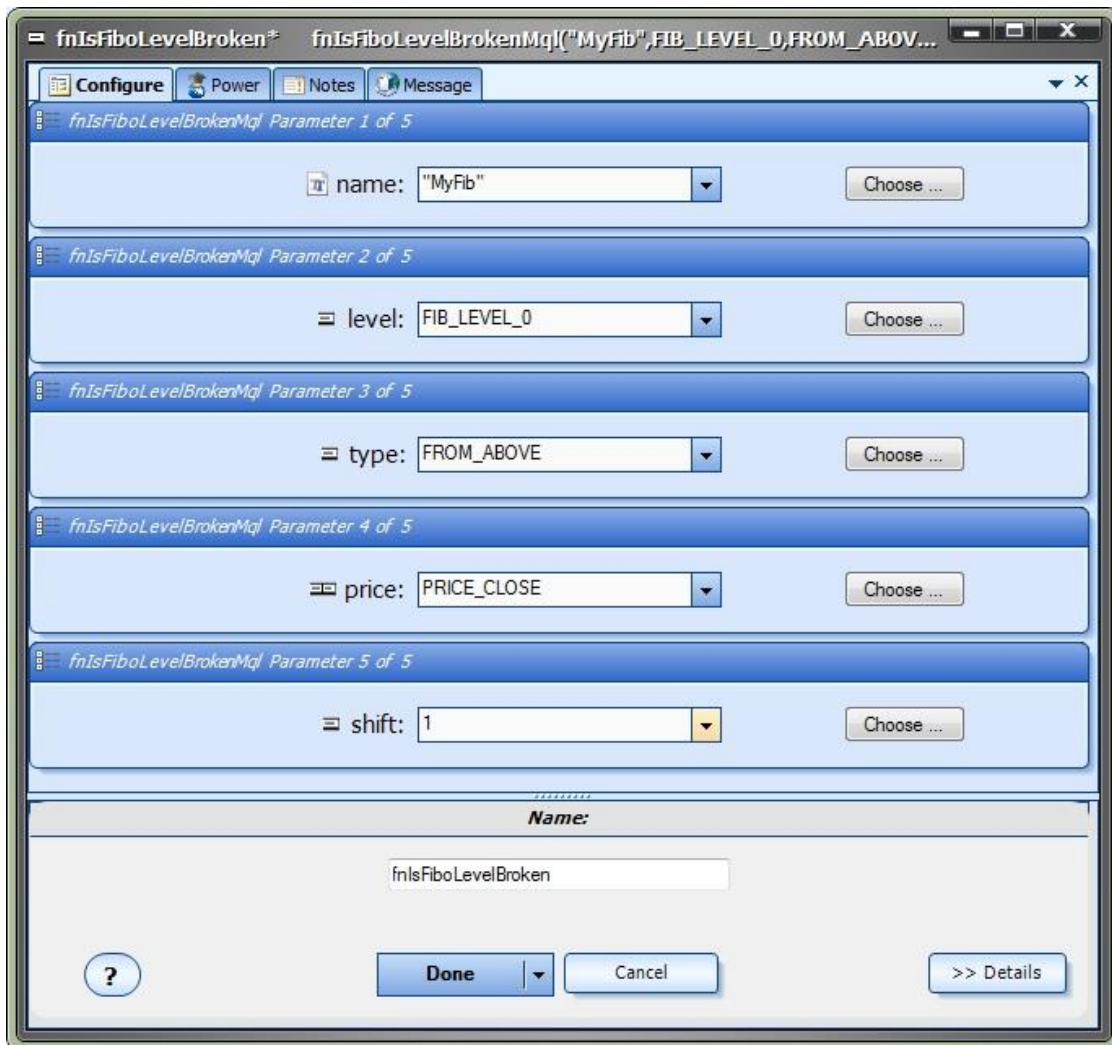 fnIsFiboLevelBroken* fnIsFiboLevelBrokenMql("MyFib",FIB_LEVEL_0,FROM_ABOV...
Configure Power Notes Message
fnIsFiboLevelBrokenMql Parameter 1 of 5
name: "MyFib" Choose ...
fnIsFiboLevelBrokenMql Parameter 2 of 5
level: FIB_LEVEL_0 Choose ...
fnIsFiboLevelBrokenMql Parameter 3 of 5
type: FROM_ABOVE Choose ...
fnIsFiboLevelBrokenMql Parameter 4 of 5
price: PRICE_CLOSE Choose ...
fnIsFiboLevelBrokenMql Parameter 5 of 5
shift: 1 Choose ...
Name:
fnIsFiboLevelBroken
? Done Cancel >> Details